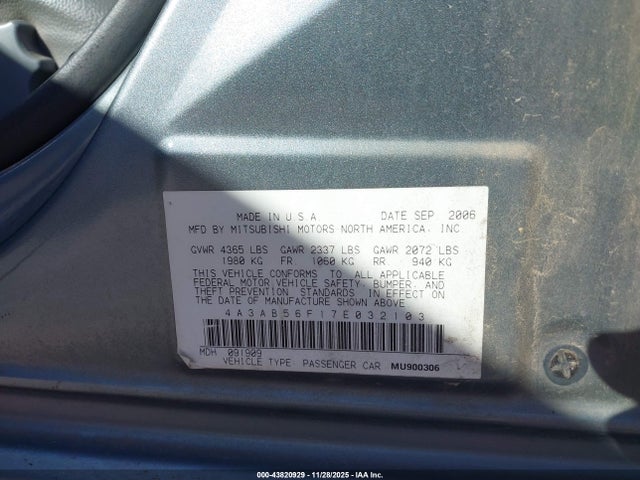 MADE IN U.S.A DATE SEP. 2006
MFD BY MITSUBISHI MOTORS NORTH AMERICA, INC
GVWR 4365 LBS GAWR 2337 LBS GAWR 2072 LBS
1980 KG FR 1060 KG RR. 940 KG
THIS VEHICLE CONFORMS TO ALL APPLICABLE
FEDERAL MOTOR VEHICLE SAFETY, BUMPER, AND
THEFT PREVENTION STANDARDS IN EFFECT ON
THE DATE OF MANUFACTURE SHOWN ABOVE
4A3AB56F17E032103
MDH 091909
VEHICLE TYPE PASSENGER CAR MU900306
000-43820929 - 11/28/2025 - IAA Inc.